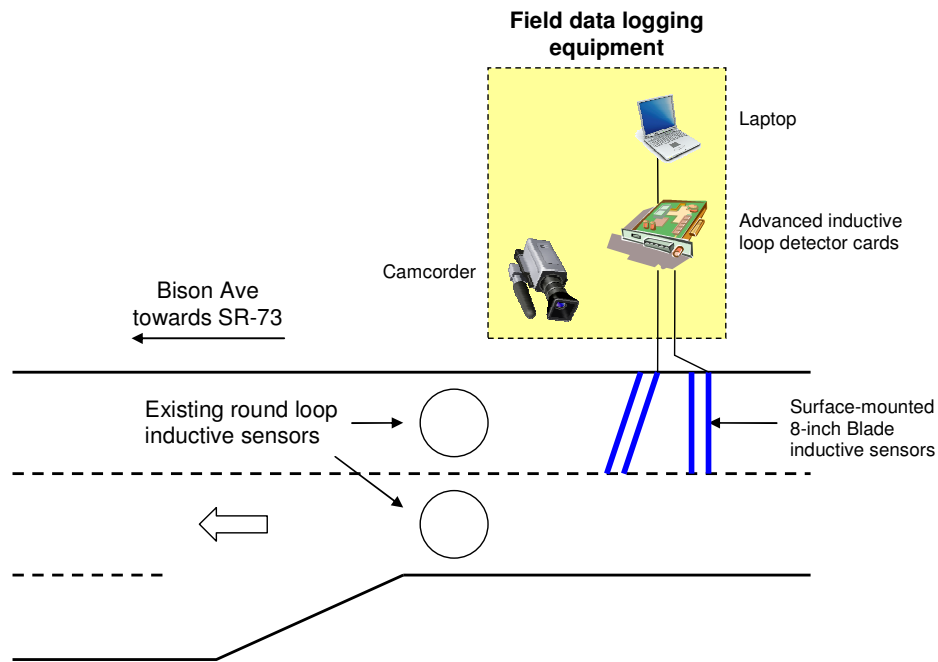 Field data logging
equipment
Laptop
Advanced inductive
loop detector cards
Camcorder
Bison Ave
towards SR-73
Existing round loop
inductive sensors
Surface-mounted
8-inch Blade
inductive sensors